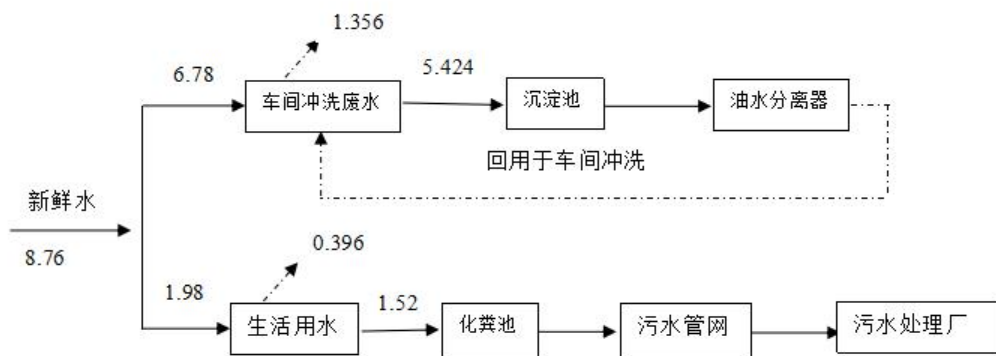 1.356
6.78
5.424
车间冲洗废水
沉淀池
油水分离器
回用于车间冲洗
新鲜水
8.76
0.396
1.98
1.52
生活用水
化粪池
污水管网
污水处理厂